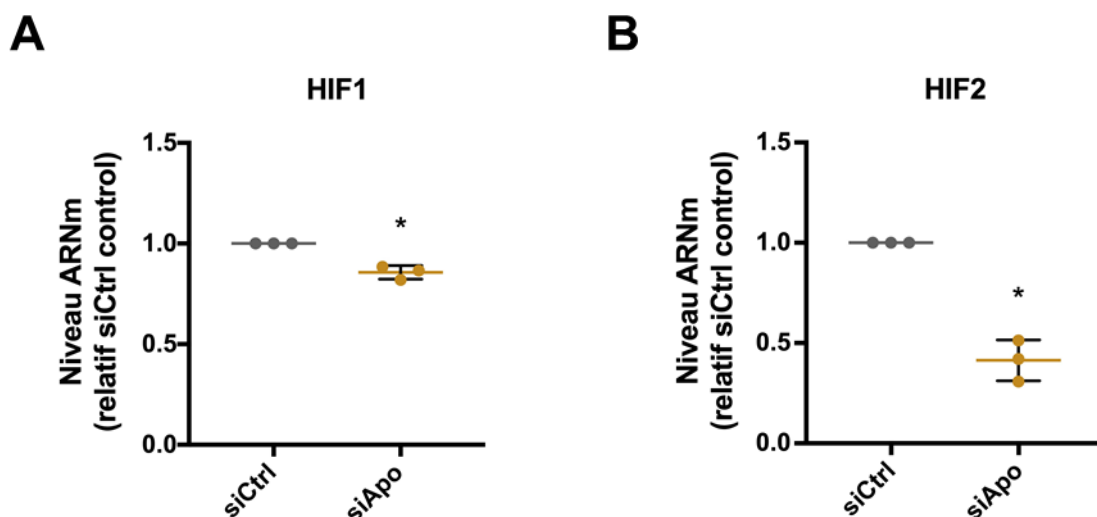 A
HIF1
Niveau ARNm
(relatif siCtrl control)
1.5
1.0
0.5
0.0
*
siCtrl
siApo
B
HIF2
Niveau ARNm
(relatif siCtrl control)
1.5
1.0
0.5
0.0
*
siCtrl
siApo